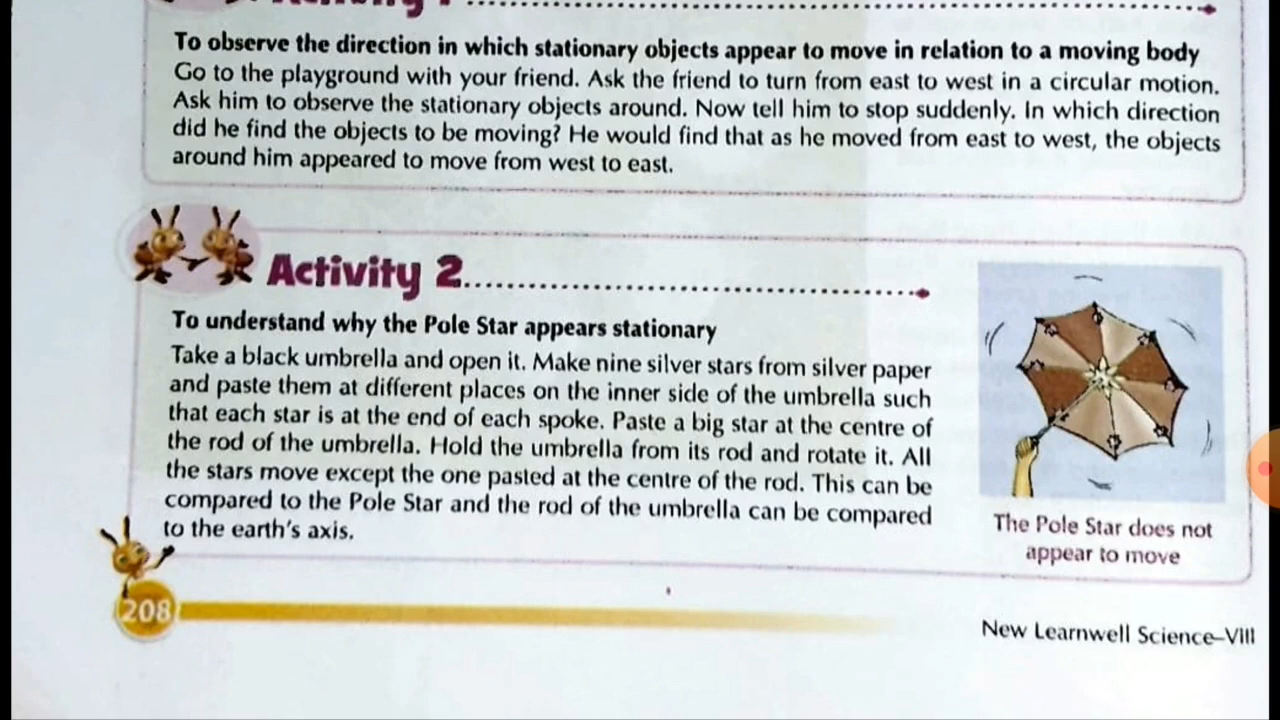 Activity 1
To observe the direction in which stationary objects appear to move in relation to a moving body
Go to the playground with your friend. Ask the friend to turn from east to west in a circular motion.
Ask him to observe the stationary objects around. Now tell him to stop suddenly. In which direction
did he find the objects to be moving? He would find that as he moved from east to west, the objects
around him appeared to move from west to east.
Activity 2
To understand why the Pole Star appears stationary
Take a black umbrella and open it. Make nine silver stars from silver paper
and paste them at different places on the inner side of the umbrella such
that each star is at the end of each spoke. Paste a big star at the centre of
the rod of the umbrella. Hold the umbrella from its rod and rotate it. All
the stars move except the one pasted at the centre of the rod. This can be
compared to the Pole Star and the rod of the umbrella can be compared
to the earth's axis.
The Pole Star does not
appear to move
208
New Learnwell Science–VIII